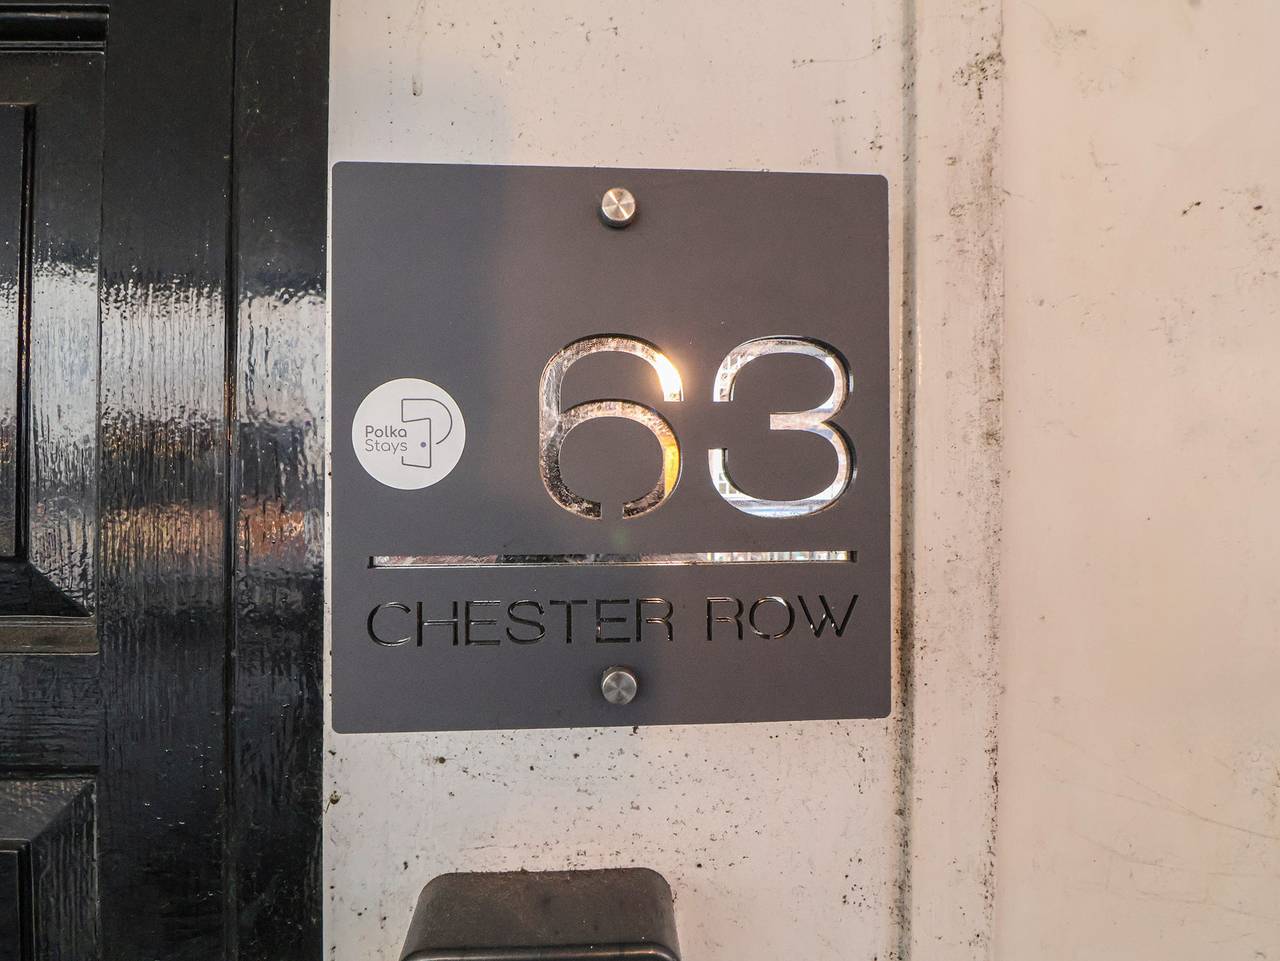 63
Polka
Stays
CHESTER ROW